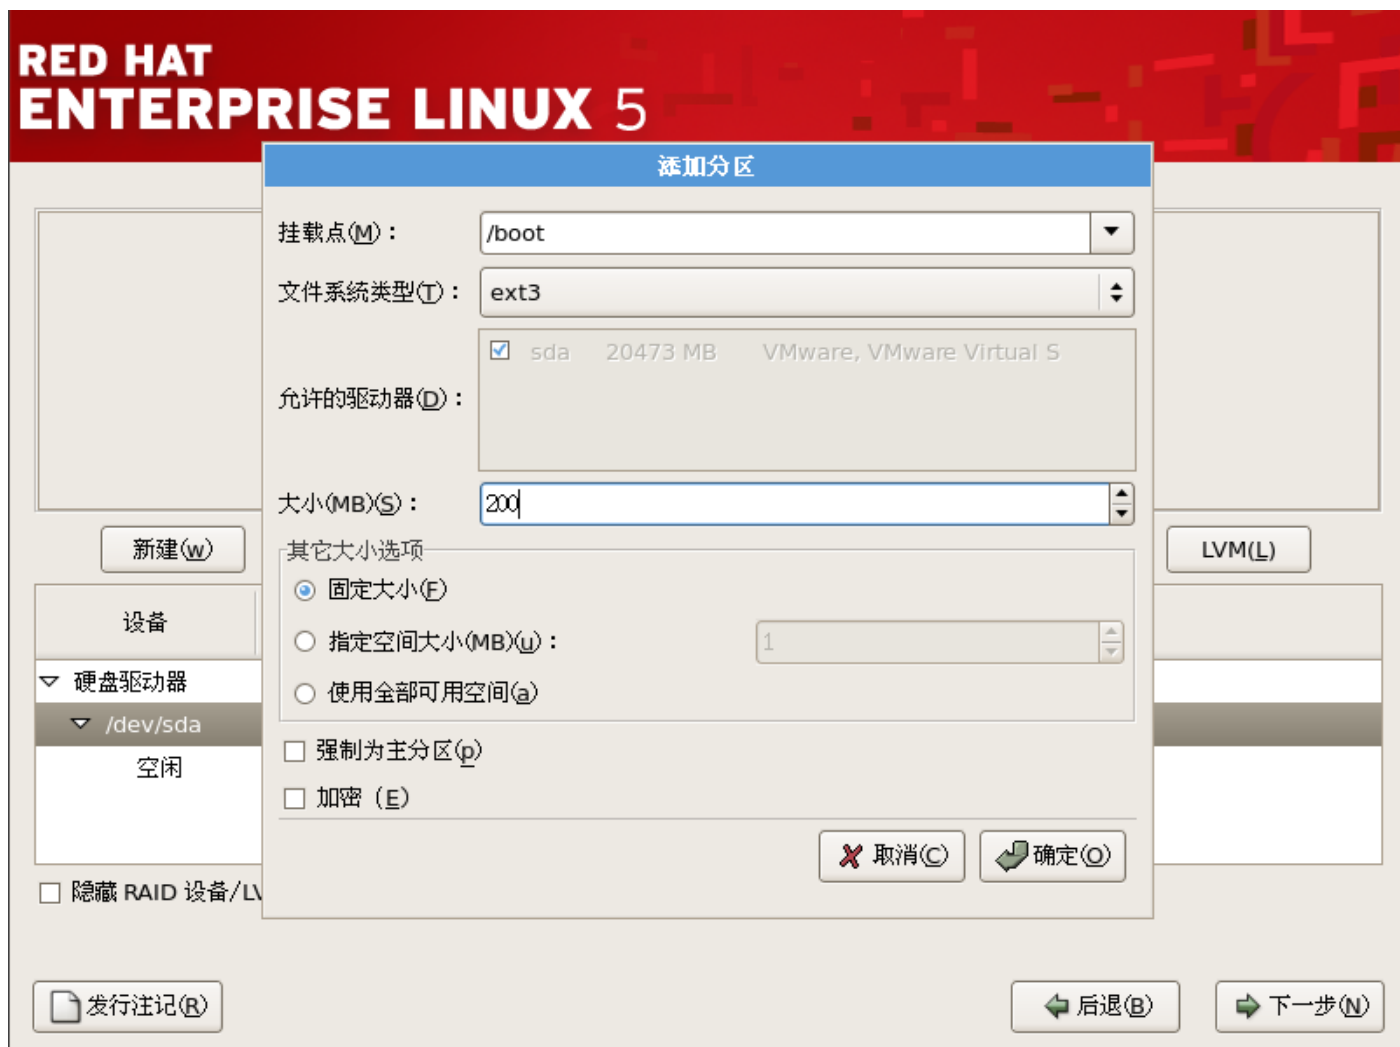 RED HAT
ENTERPRISE LINUX 5
添加分区
挂载点(M)：
/boot
文件系统类型(T)：
ext3
允许的驱动器(D)：
sda 20473 MB VMware, VMware Virtual S
大小(MB)(S)：
200
其它大小选项
固定大小(F)
指定空间大小(MB)(u)：
1
使用全部可用空间(a)
强制为主分区(p)
加密 (E)
取消(C)
确定(O)
新建(w)
LVM(L)
设备
硬盘驱动器
/dev/sda
空闲
隐藏 RAID 设备/LV
发行注记(R)
后退(B)
下一步(N)